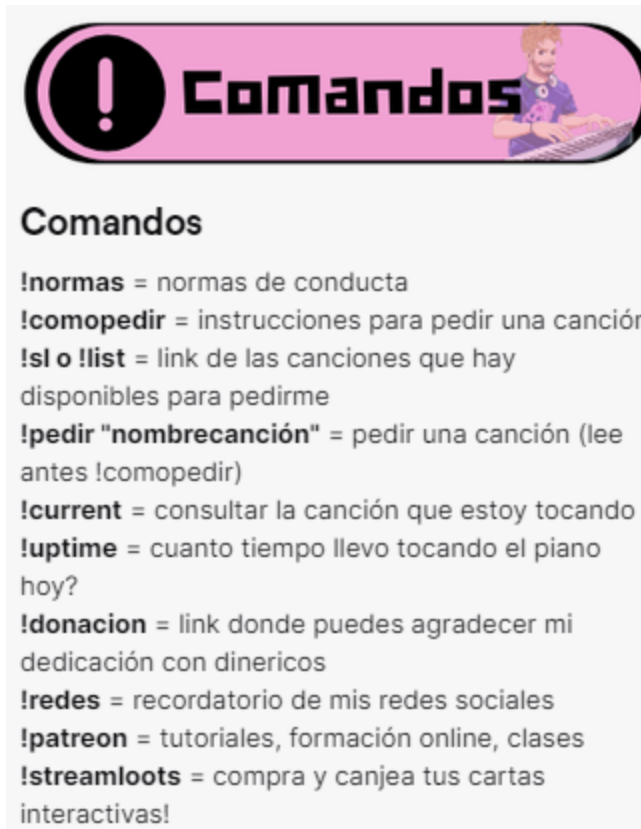 Comandos
Comandos
!normas = normas de conducta
!comopedir = instrucciones para pedir una canción
!sl o !list = link de las canciones que hay
disponibles para pedirme
!pedir "nombrecanción" = pedir una canción (lee
antes !comopedir)
!current = consultar la canción que estoy tocando
!uptime = cuanto tiempo llevo tocando el piano
hoy?
!donacion = link donde puedes agradecer mi
dedicación con dinericos
!redes = recordatorio de mis redes sociales
!patreon = tutoriales, formación online, clases
!streamloots = compra y canjea tus cartas
interactivas!